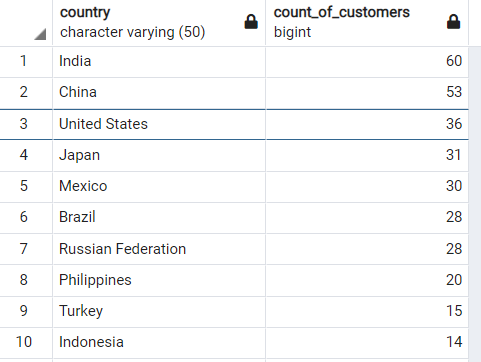 country count_of_customers
character varying (50) bigint
1 India 60
2 China 53
3 United States 36
4 Japan 31
5 Mexico 30
6 Brazil 28
7 Russian Federation 28
8 Philippines 20
9 Turkey 15
10 Indonesia 14